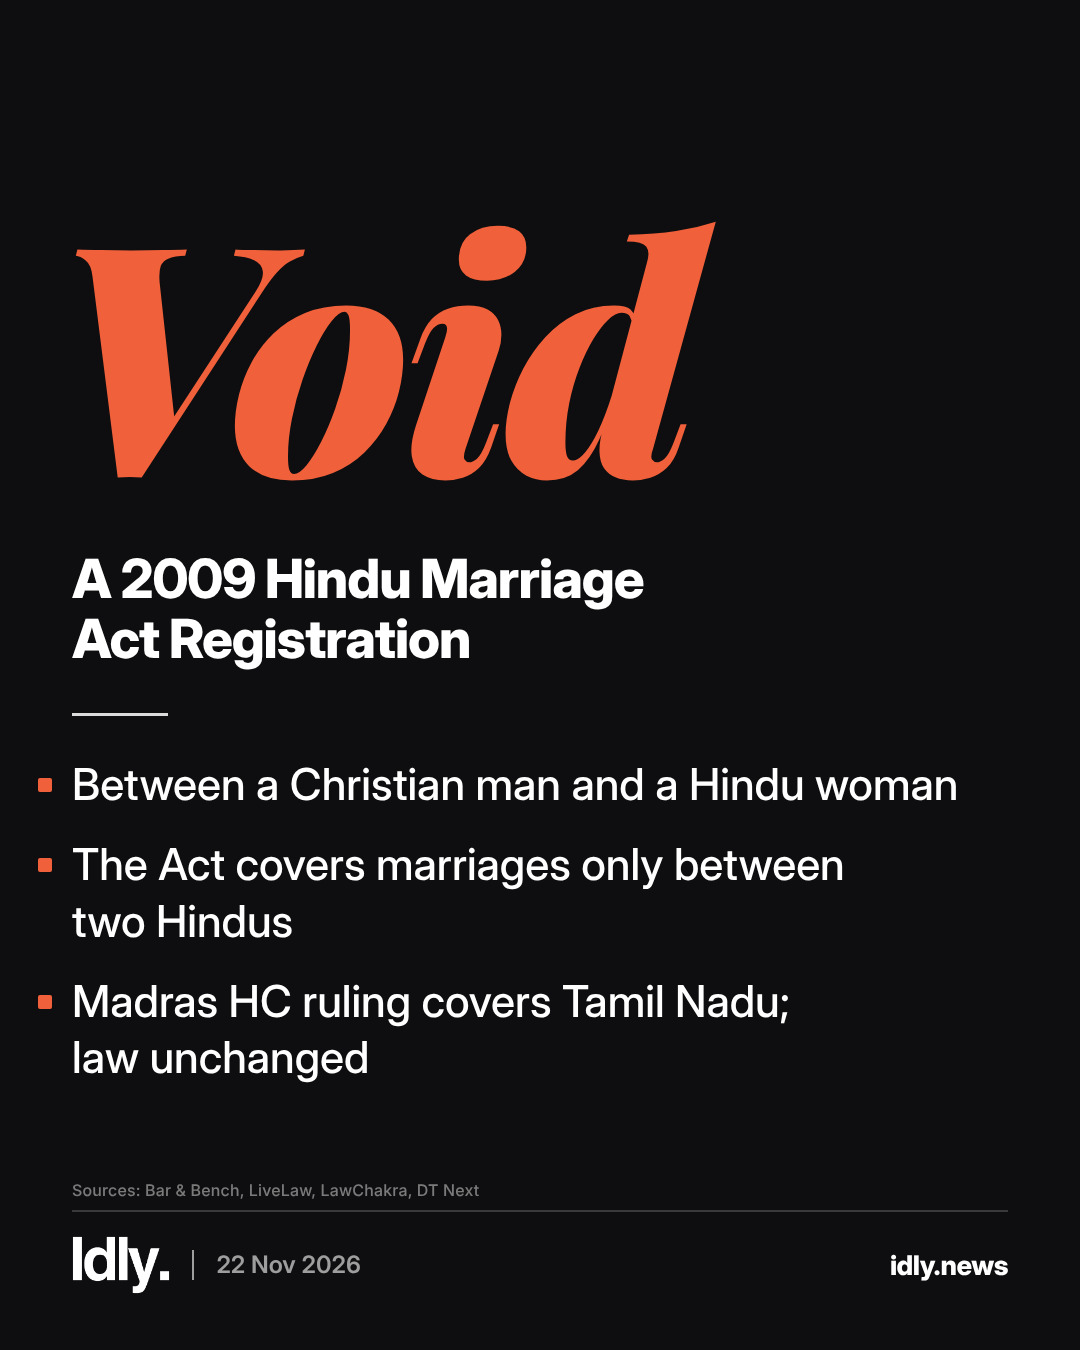 Void
A 2009 Hindu Marriage
Act Registration
Between a Christian man and a Hindu woman
The Act covers marriages only between
two Hindus
Madras HC ruling covers Tamil Nadu;
law unchanged
Sources: Bar & Bench, LiveLaw, LawChakra, DT Next
Idly. | 22 Nov 2026
idly.news